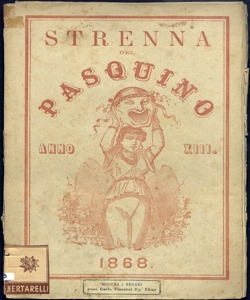 STRENNA
DEL
PASQUINO
ANNO XIII.
1868.
BERTARELLI